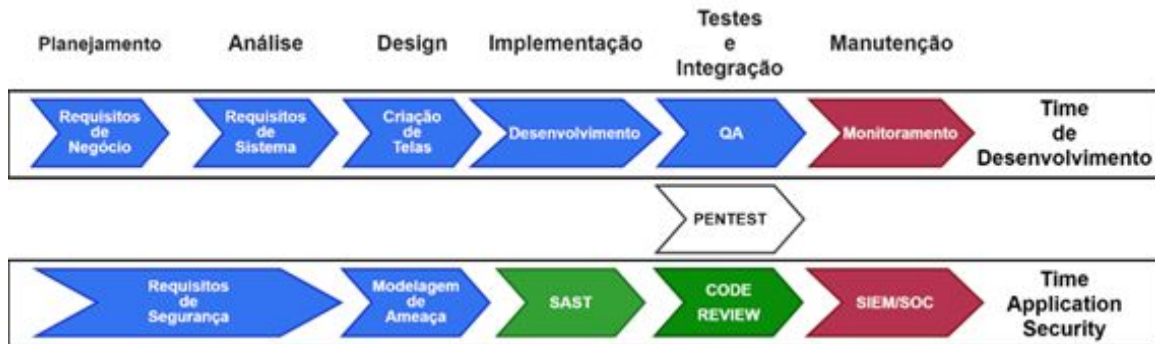 Planejamento
Análise
Design
Implementação
Testes
e
Integração
Manutenção
Requisitos
de
Negócio
Requisitos
de
Sistema
Criação
de
Telas
Desenvolvimento
QA
Monitoramento
Time
de
Desenvolvimento
PENTEST
Requisitos
de
Segurança
Modelagem
de
Ameaça
SAST
CODE
REVIEW
SIEM/SOC
Time
Application
Security